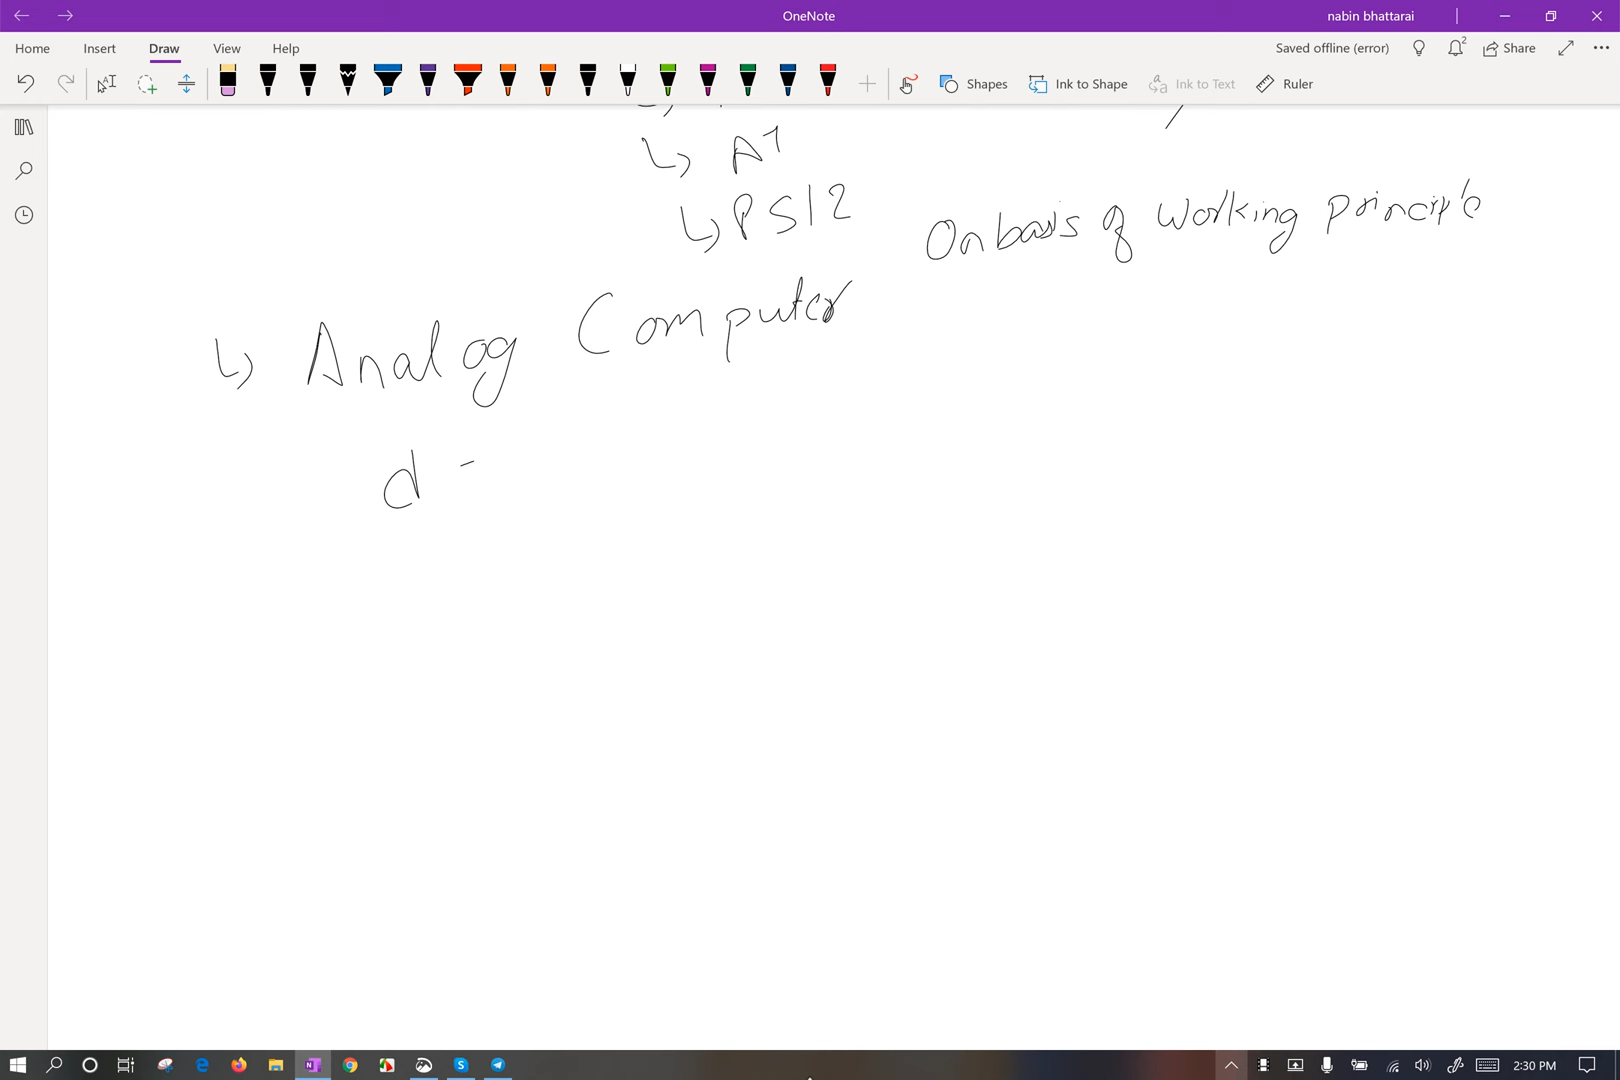 OneNote
nabin bhattarai
Home Insert Draw View Help
Saved offline (error)
2
Share
Shapes
Ink to Shape
Ink to Text
Ruler
↳ AT
↳ PS/2
On basis of working principle
↳ Analog Computer
d -
2:30 PM